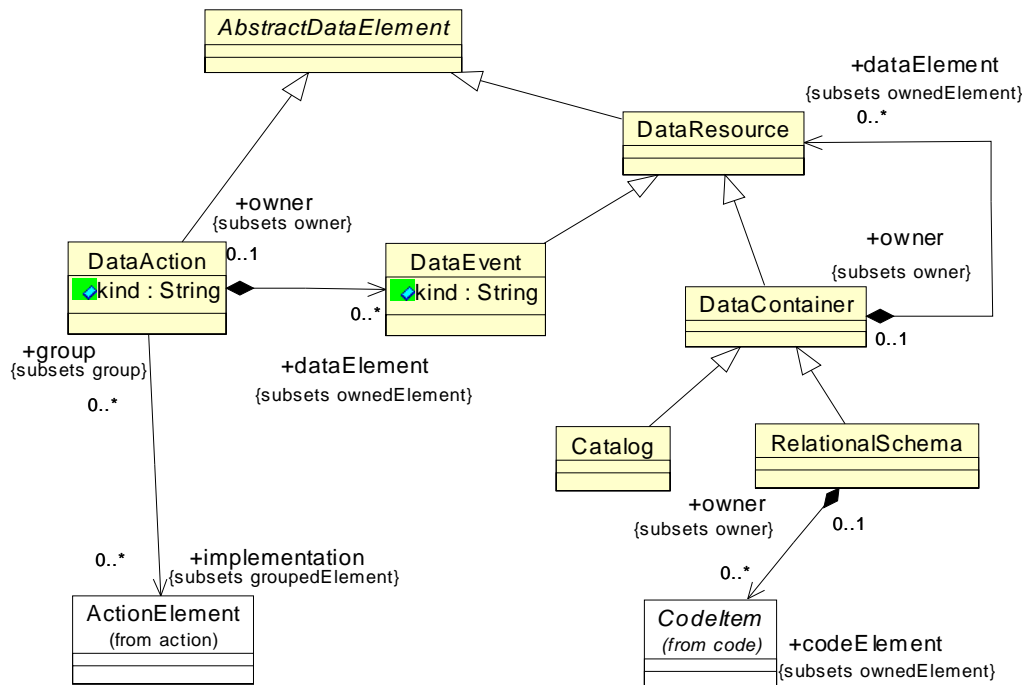 AbstractDataElement
+dataElement
{subsets ownedElement}
0..*
DataResource
+owner
{subsets owner}
0..1
DataAction
kind : String
DataEvent
kind : String
0..*
+owner
{subsets owner}
DataContainer
0..1
+group
{subsets group}
0..*
+dataElement
{subsets ownedElement}
Catalog
RelationalSchema
+owner
{subsets owner}
0..1
0..*
+implementation
{subsets groupedElement}
0..*
ActionElement
(from action)
CodeItem
(from code)
+codeElement
{subsets ownedElement}